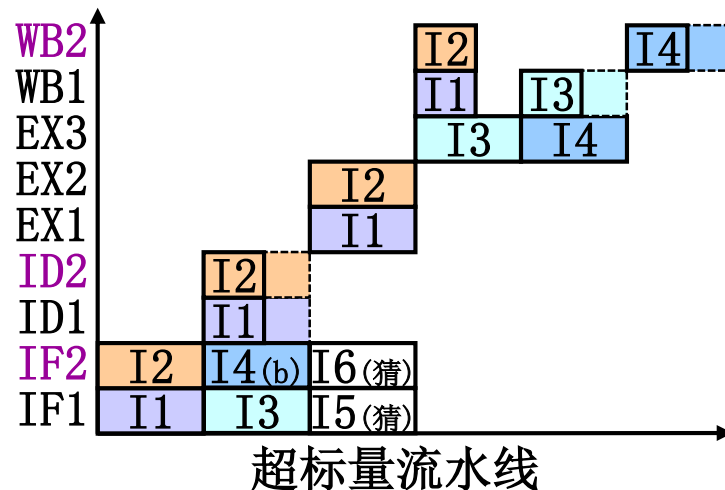 WB2 I2 I4
WB1 I1 I3
EX3 I3 I4
EX2 I2
EX1 I1
ID2 I2
ID1 I1
IF2 I2 I4(b) I6(猜)
IF1 I1 I3 I5(猜)
超标量流水线